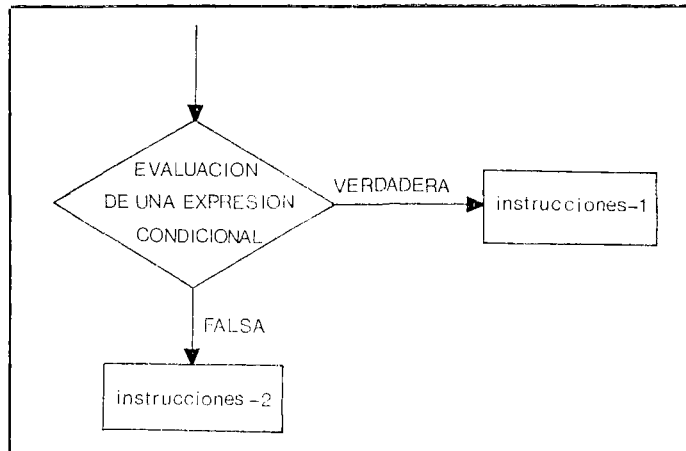 EVALUACION
DE UNA EXPRESION
CONDICIONAL
VERDADERA
instrucciones-1
FALSA
instrucciones-2